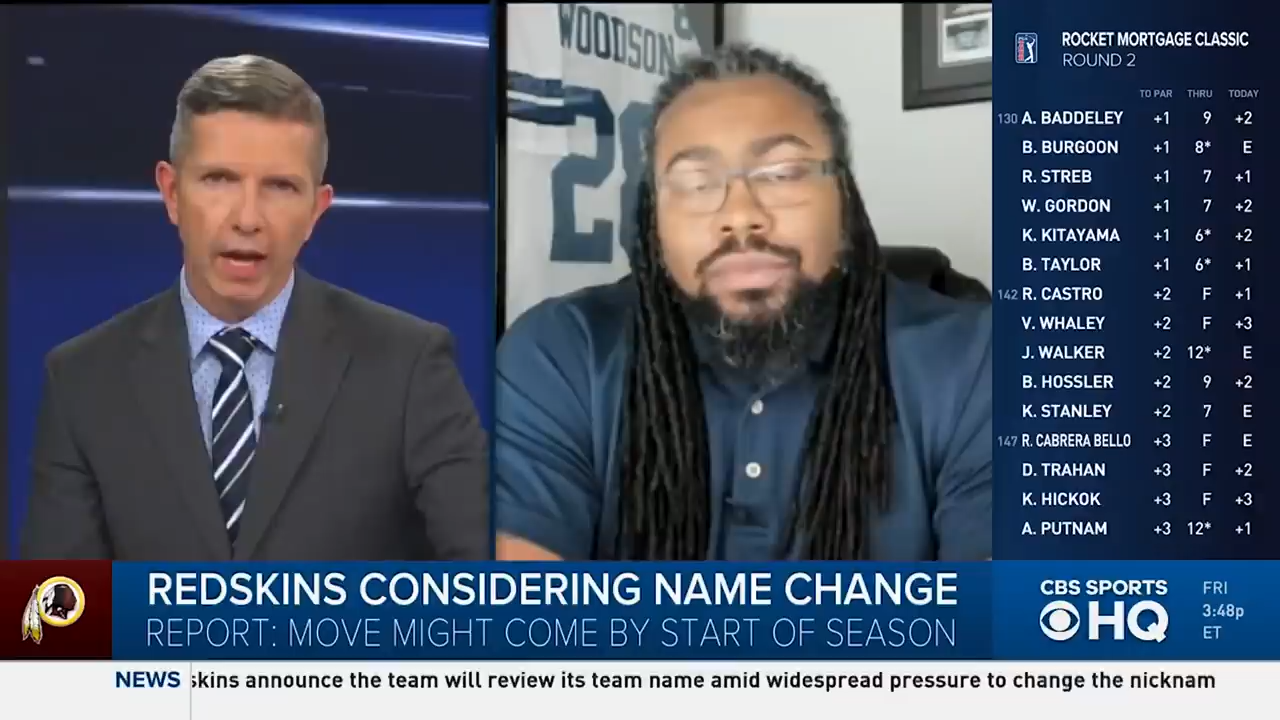 WOODSON
28
ROCKET MORTGAGE CLASSIC
ROUND 2
TO PAR THRU TODAY
130 A. BADDELEY +1 9 +2
B. BURGOON +1 8* E
R. STREB +1 7 +1
W. GORDON +1 7 +2
K. KITAYAMA +1 6* +2
B. TAYLOR +1 6* +1
142 R. CASTRO +2 F +1
V. WHALEY +2 F +3
J. WALKER +2 12* E
B. HOSSLER +2 9 +2
K. STANLEY +2 7 E
147 R. CABRERA BELLO +3 F E
D. TRAHAN +3 F +2
K. HICKOK +3 F +3
A. PUTNAM +3 12* +1
REDSKINS CONSIDERING NAME CHANGE
REPORT: MOVE MIGHT COME BY START OF SEASON
CBS SPORTS
HQ
FRI
3:48p
ET
NEWS skins announce the team will review its team name amid widespread pressure to change the nicknam